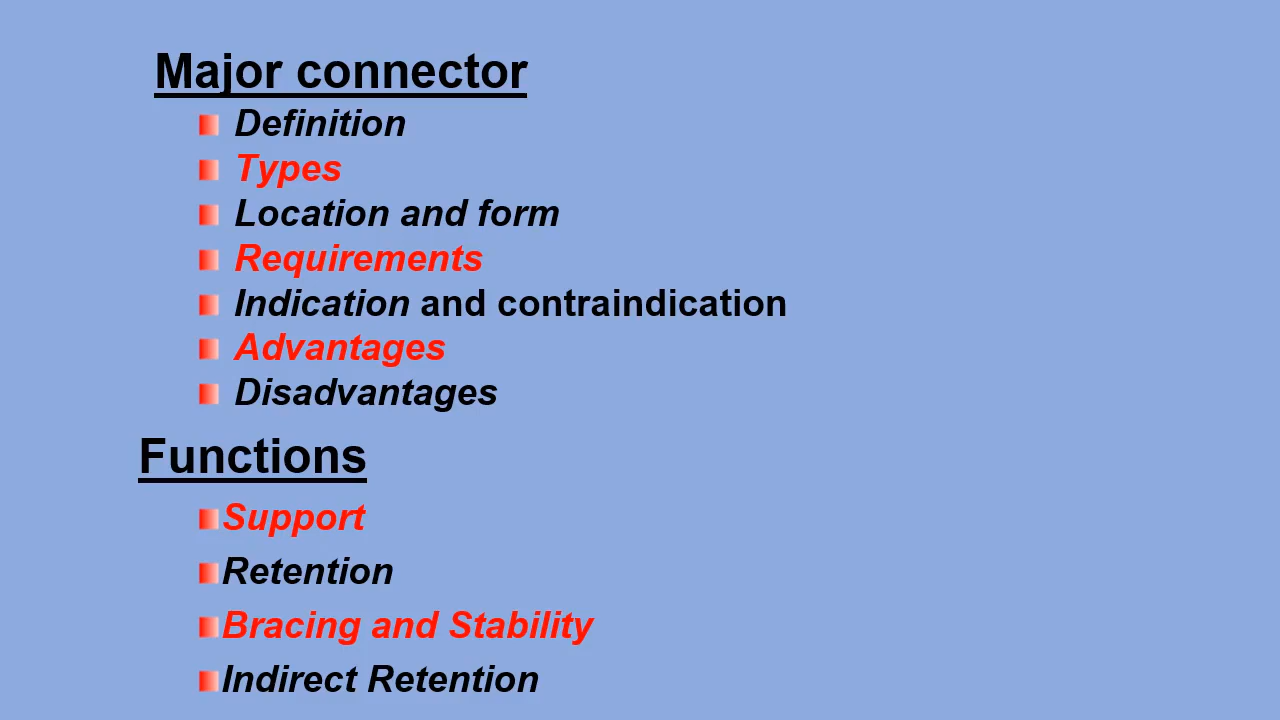 Major connector
Definition
Types
Location and form
Requirements
Indication and contraindication
Advantages
Disadvantages
Functions
Support
Retention
Bracing and Stability
Indirect Retention